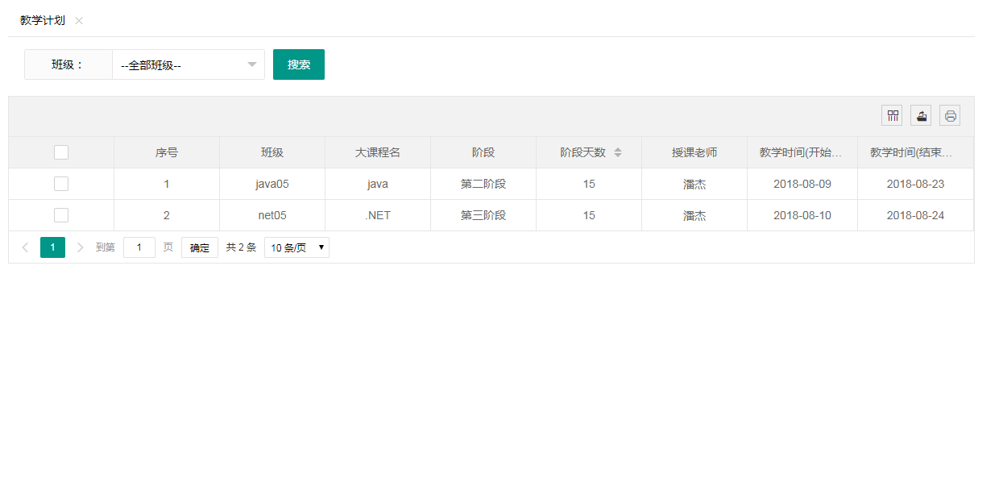 教学计划
班级： --全部班级-- 搜索
序号 班级 大课程名 阶段 阶段天数 授课老师 教学时间(开始... 教学时间(结束...
1 java05 java 第二阶段 15 潘杰 2018-08-09 2018-08-23
2 net05 .NET 第三阶段 15 潘杰 2018-08-10 2018-08-24
1 到第 1 页 确定 共 2 条 10 条/页